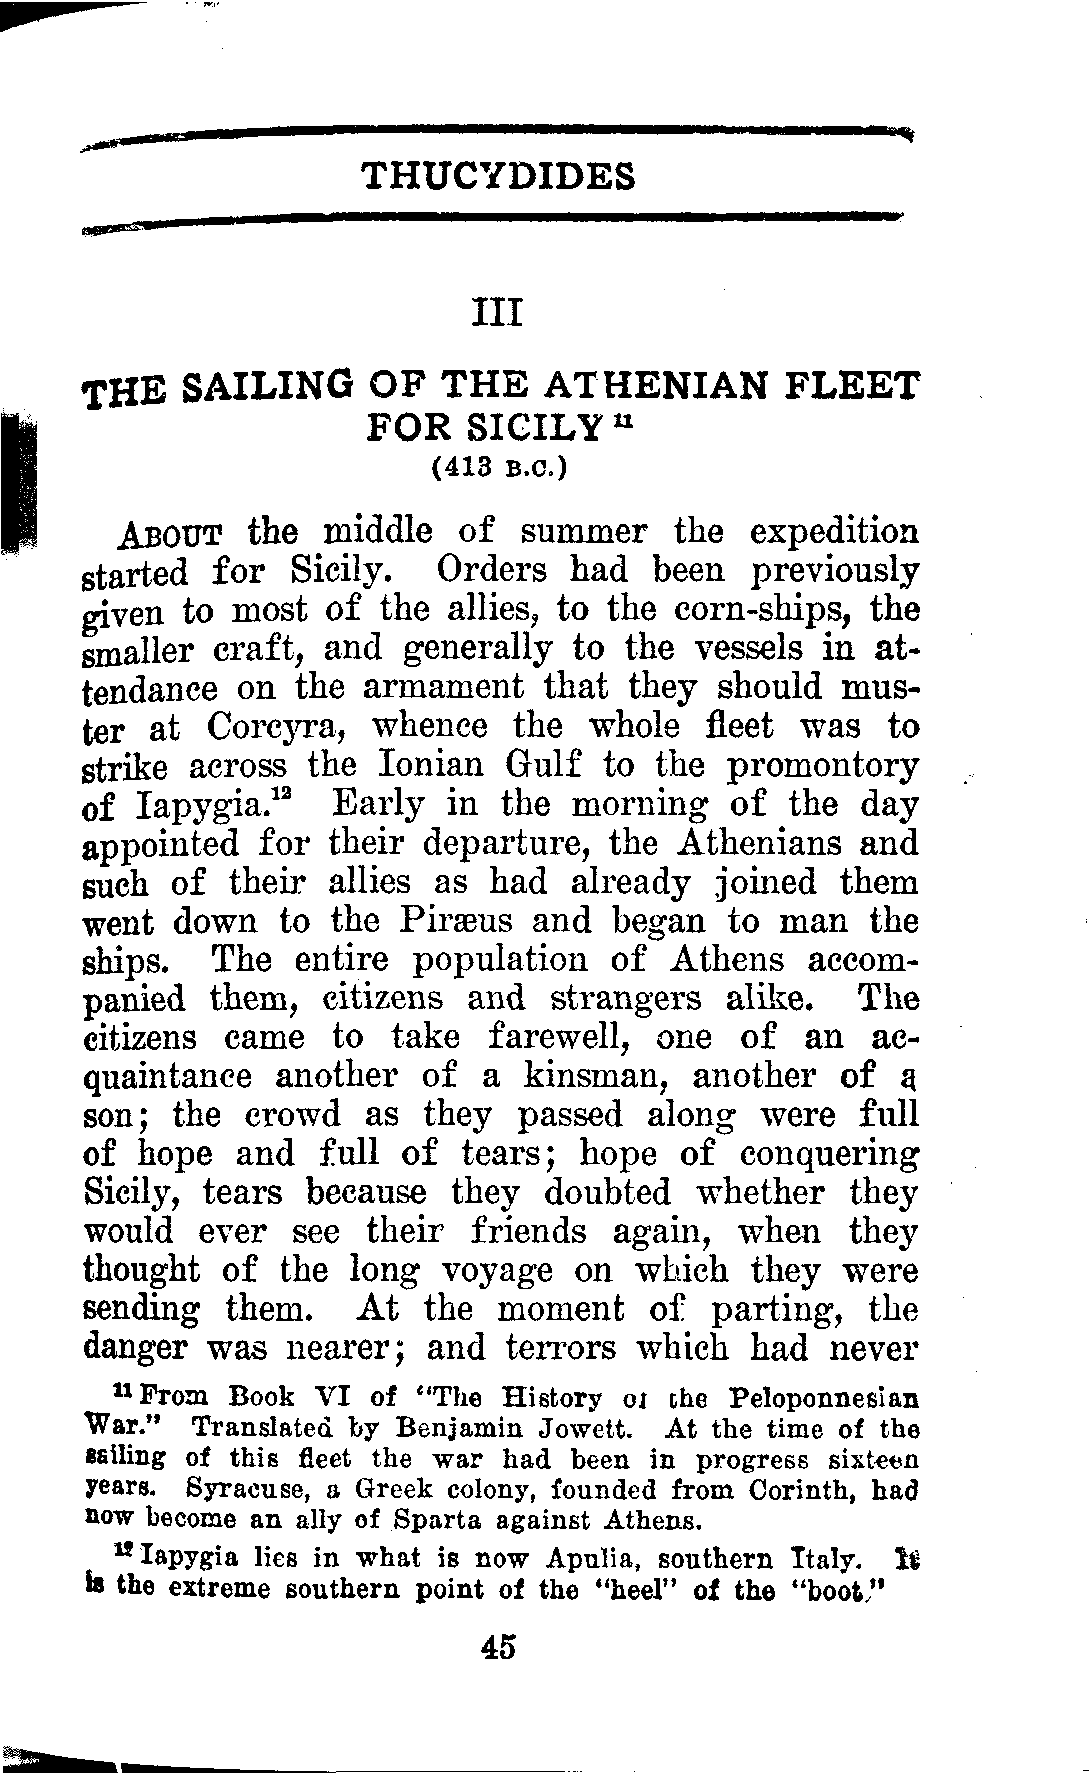 THUCYDIDES
III
THE SAILING OF THE ATHENIAN FLEET
FOR SICILY 11
(413 B.C.)
ABOUT the middle of summer the expedition
started for Sicily. Orders had been previously
given to most of the allies, to the corn-ships, the
smaller craft, and generally to the vessels in at-
tendance on the armament that they should mus-
ter at Corcyra, whence the whole fleet was to
strike across the Ionian Gulf to the promontory
of Iapygia.12 Early in the morning of the day
appointed for their departure, the Athenians and
such of their allies as had already joined them
went down to the Piræus and began to man the
ships. The entire population of Athens accom-
panied them, citizens and strangers alike. The
citizens came to take farewell, one of an ac-
quaintance another of a kinsman, another of a
son; the crowd as they passed along were full
of hope and full of tears; hope of conquering
Sicily, tears because they doubted whether they
would ever see their friends again, when they
thought of the long voyage on which they were
sending them. At the moment of parting, the
danger was nearer; and terrors which had never
11 From Book VI of "The History of the Peloponnesian
War." Translated by Benjamin Jowett. At the time of the
sailing of this fleet the war had been in progress sixteen
years. Syracuse, a Greek colony, founded from Corinth, had
now become an ally of Sparta against Athens.
12 Iapygia lies in what is now Apulia, southern Italy. It
is the extreme southern point of the "heel" of the "boot."
45